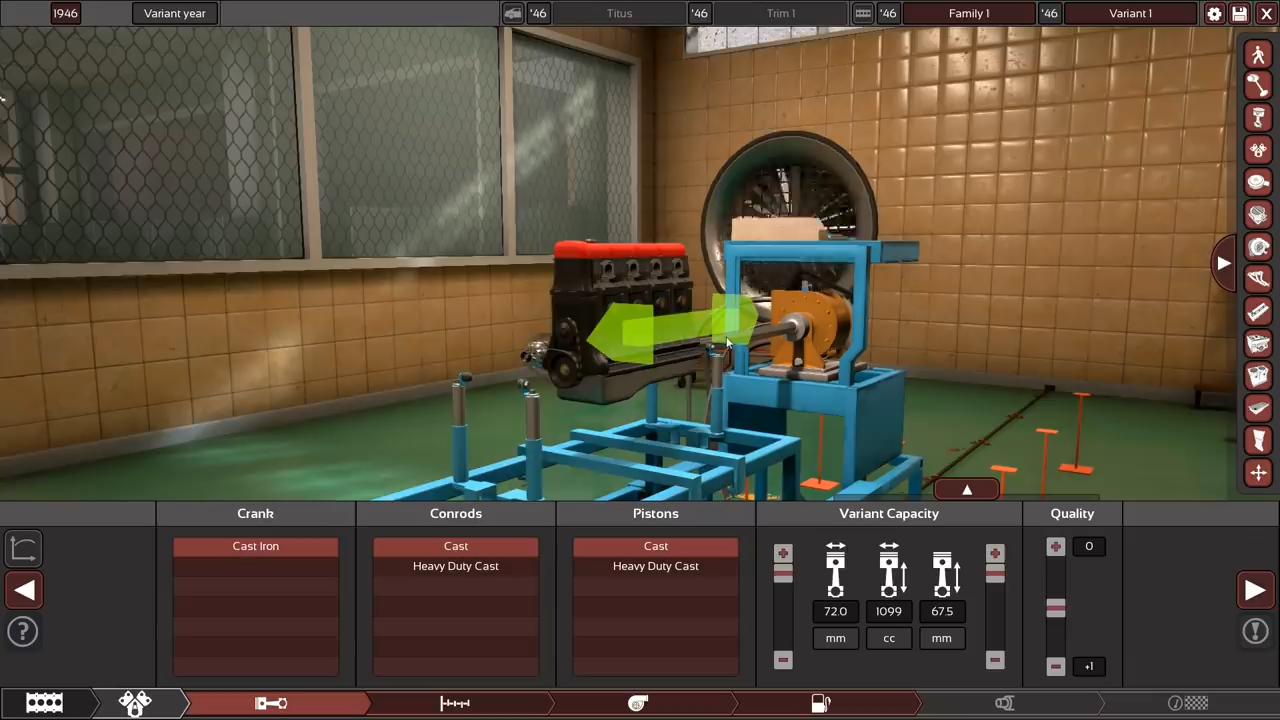 1946 Variant year '46 Titus '46 Trim 1 '46 Family 1 '46 Variant 1
Crank Conrods Pistons Variant Capacity Quality
Cast Iron Cast Cast 0
Heavy Duty Cast Heavy Duty Cast
72.0 1099 67.5
mm cc mm
+1